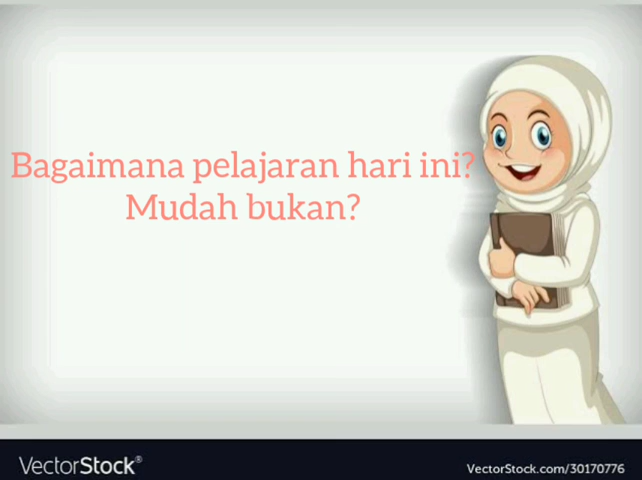 Bagaimana pelajaran hari ini?
Mudah bukan?
VectorStock®
VectorStock.com/30170776